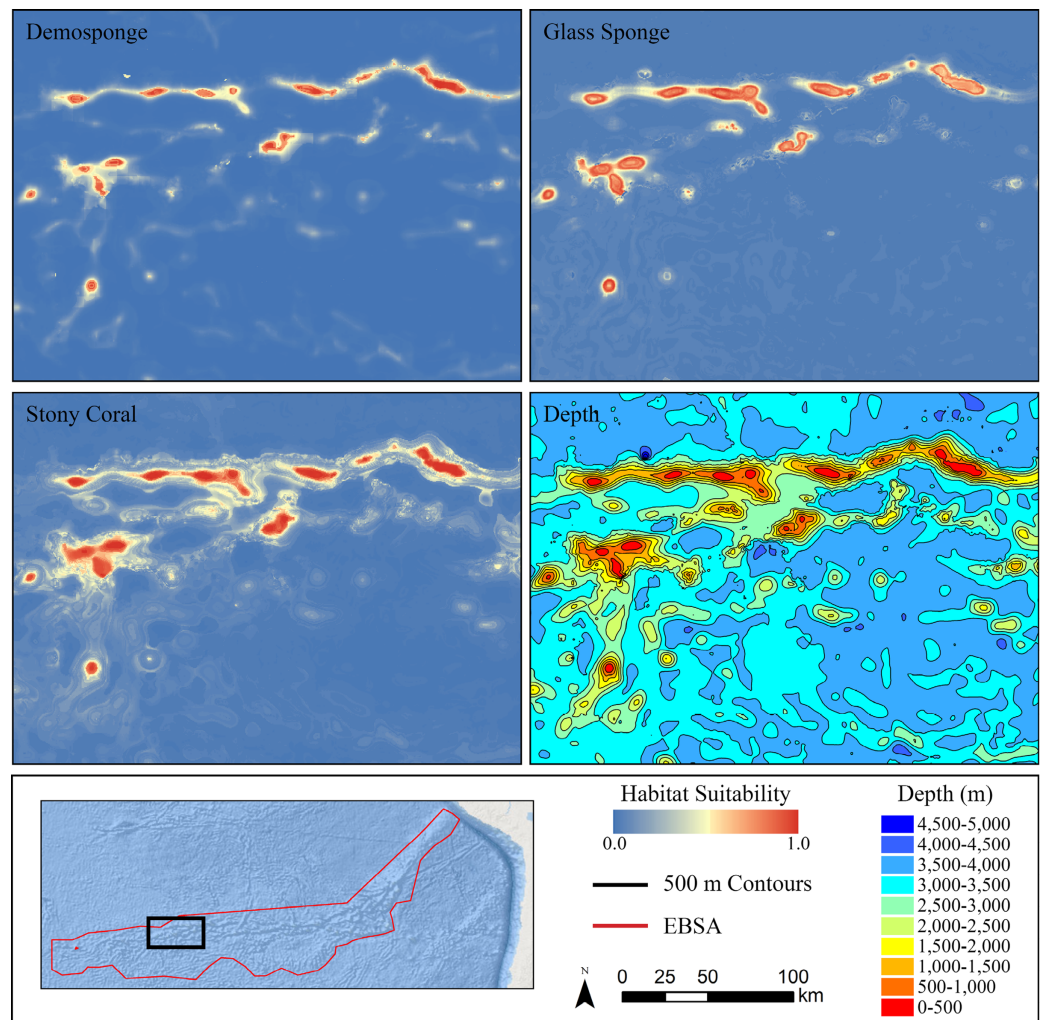 Demosponge
Glass Sponge
Stony Coral
Depth
Habitat Suitability
0.0 1.0
500 m Contours
EBSA
N
0 25 50 100
km
Depth (m)
4,500-5,000
4,000-4,500
3,500-4,000
3,000-3,500
2,500-3,000
2,000-2,500
1,500-2,000
1,000-1,500
500-1,000
0-500